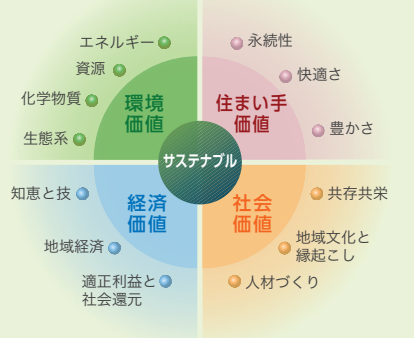 エネルギー
資源
化学物質
生態系
環境
価値
永続性
快適さ
豊かさ
住まい手
価値
サステナブル
知恵と技
地域経済
適正利益と
社会還元
経済
価値
共存共栄
地域文化と
縁起こし
人材づくり
社会
価値